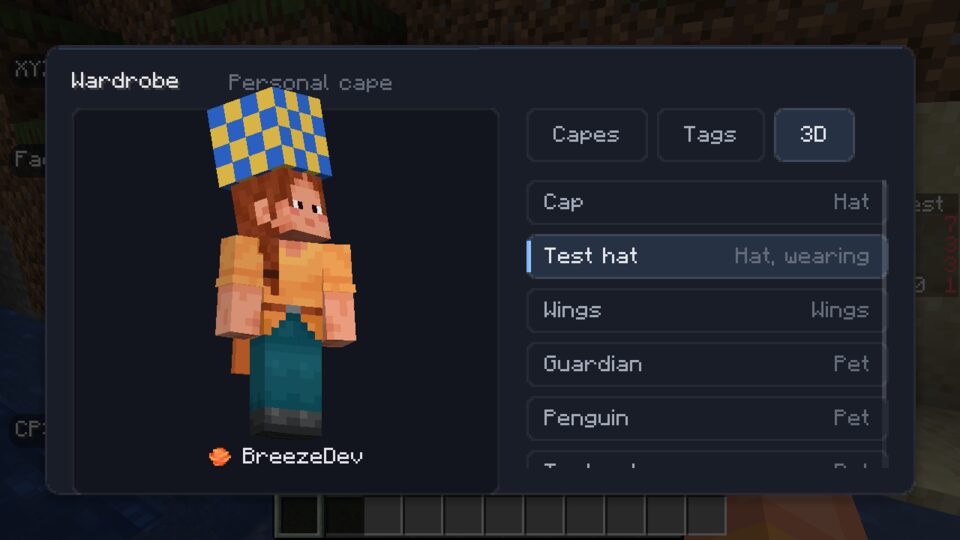 Wardrobe Personal cape
Capes Tags 3D
Cap Hat
Test hat Hat, wearing
Wings Wings
Guardian Pet
Penguin Pet
BreezeDev